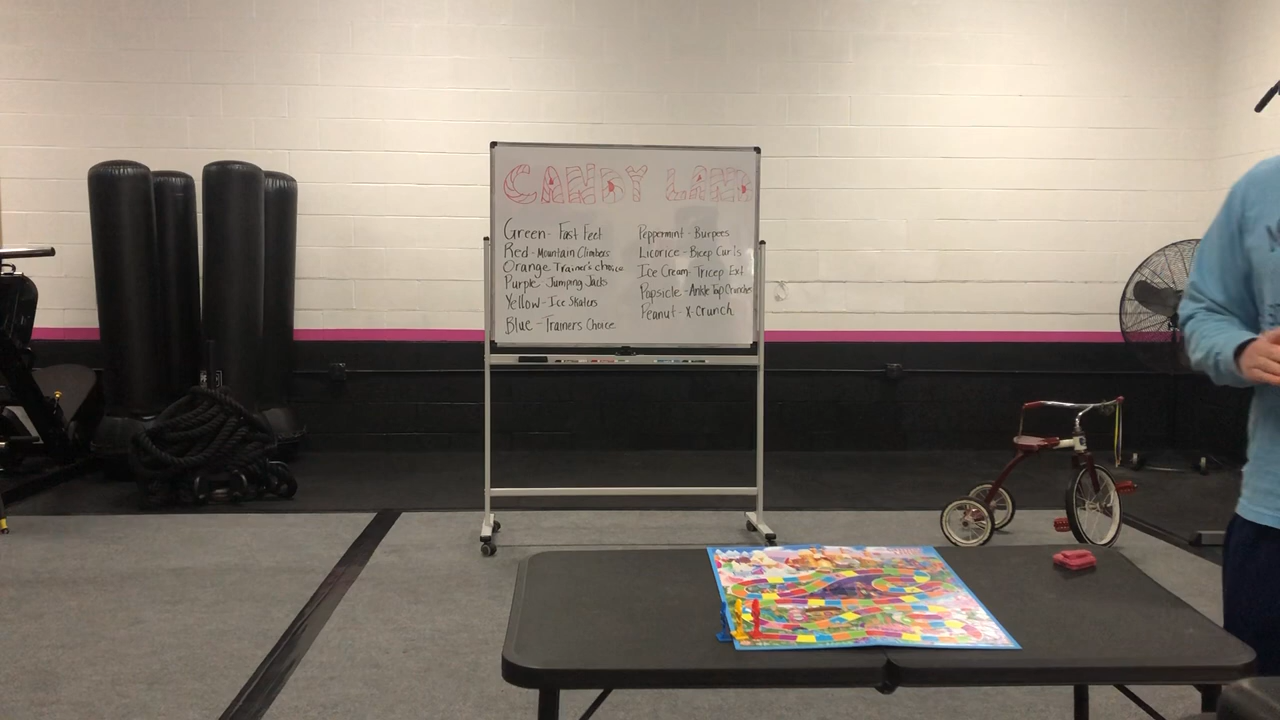 CANDY LAND
Green - Fast Feet
Red - Mountain Climbers
Orange Trainer's choice
Purple Jumping Jacks
Yellow - Ice Skaters
Blue - Trainers Choice
Peppermint - Burpees
Licorice - Bicep Curls
Ice Cream - Tricep Ext
Popsicle - Ankle Tap Crunches
Peanut - X-Crunch